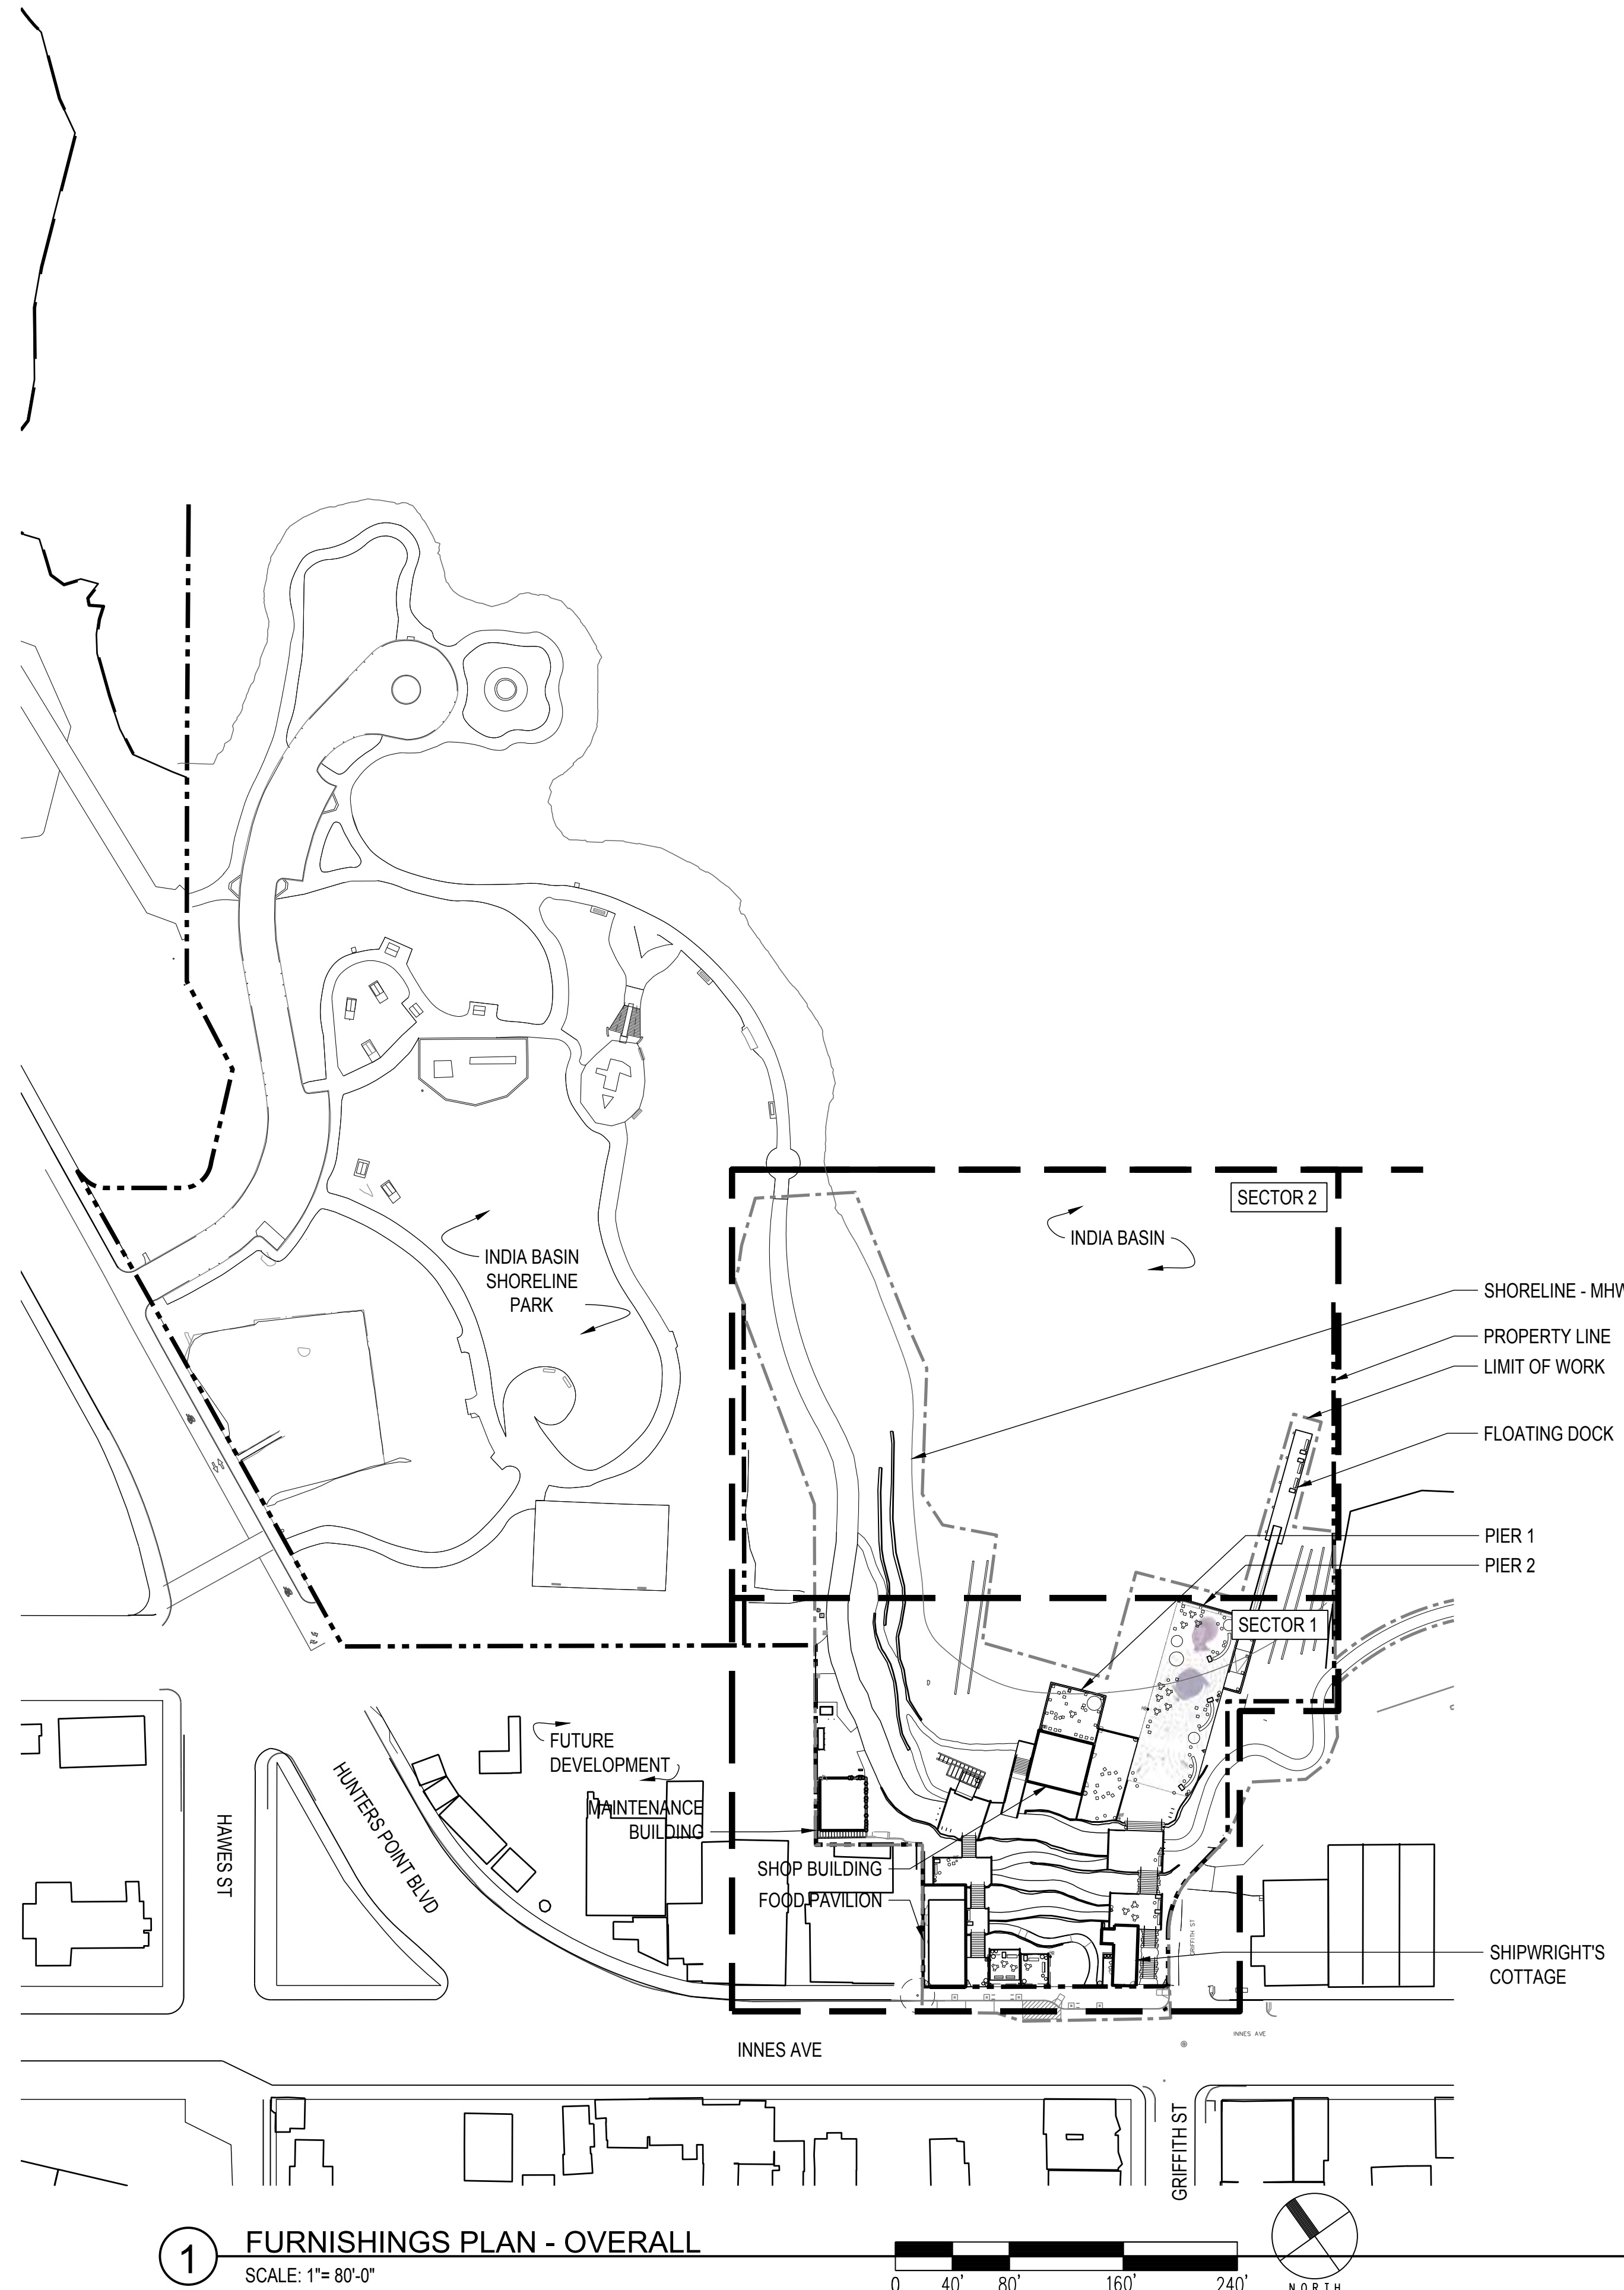 SECTOR 2
INDIA BASIN
INDIA BASIN
SHORELINE
PARK
SHORELINE - MHW
PROPERTY LINE
LIMIT OF WORK
FLOATING DOCK
PIER 1
PIER 2
SECTOR 1
FUTURE
DEVELOPMENT
MAINTENANCE
BUILDING
HAWES ST
HUNTERS POINT BLVD
SHOP BUILDING
FOOD PAVILION
GRIFFITH ST
SHIPWRIGHT'S
COTTAGE
INNES AVE
INNES AVE
GRIFFITH ST
1
FURNISHINGS PLAN - OVERALL
SCALE: 1"= 80'-0"
0 40' 80' 160' 240'
NORTH